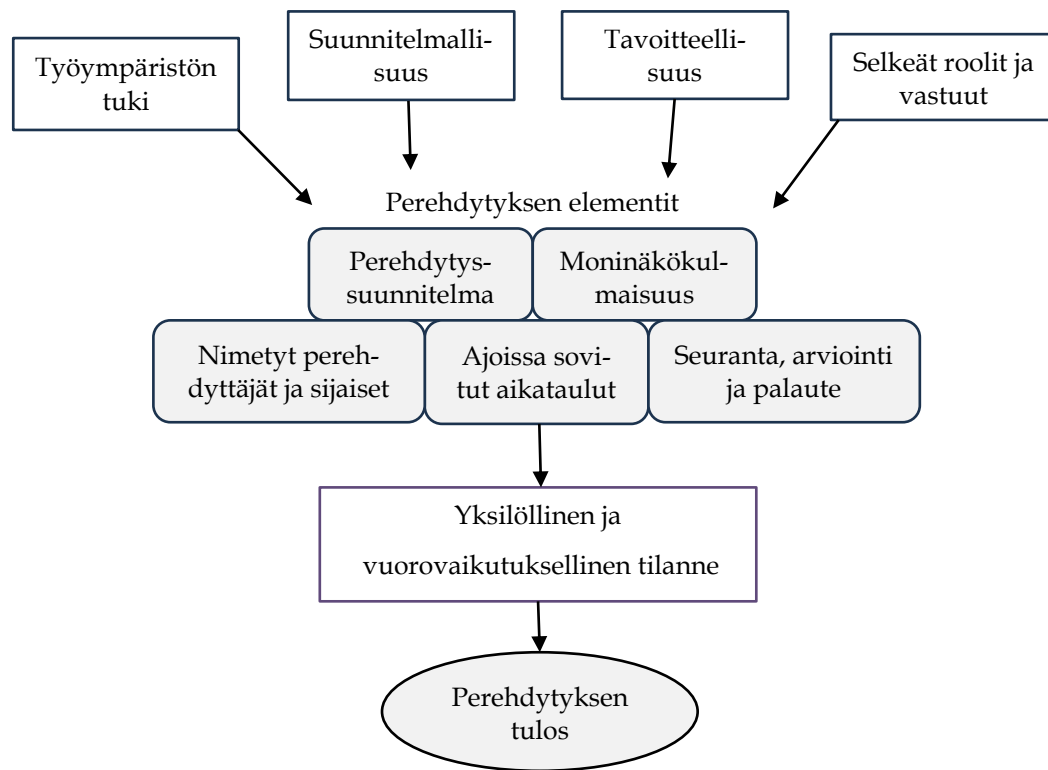 Työympäristön
tuki
Suunnitelmalli-
suus
Tavoitteelli-
suus
Selkeät roolit ja
vastuut
Perehdytyksen elementit
Perehdytys-
suunnitelma
Moninäkökul-
maisuus
Nimetyt pereh-
dyttäjät ja sijaiset
Ajoissa sovi-
tut aikataulut
Seuranta, arviointi
ja palaute
Yksilöllinen ja
vuorovaikutuksellinen tilanne
Perehdytyksen
tulos